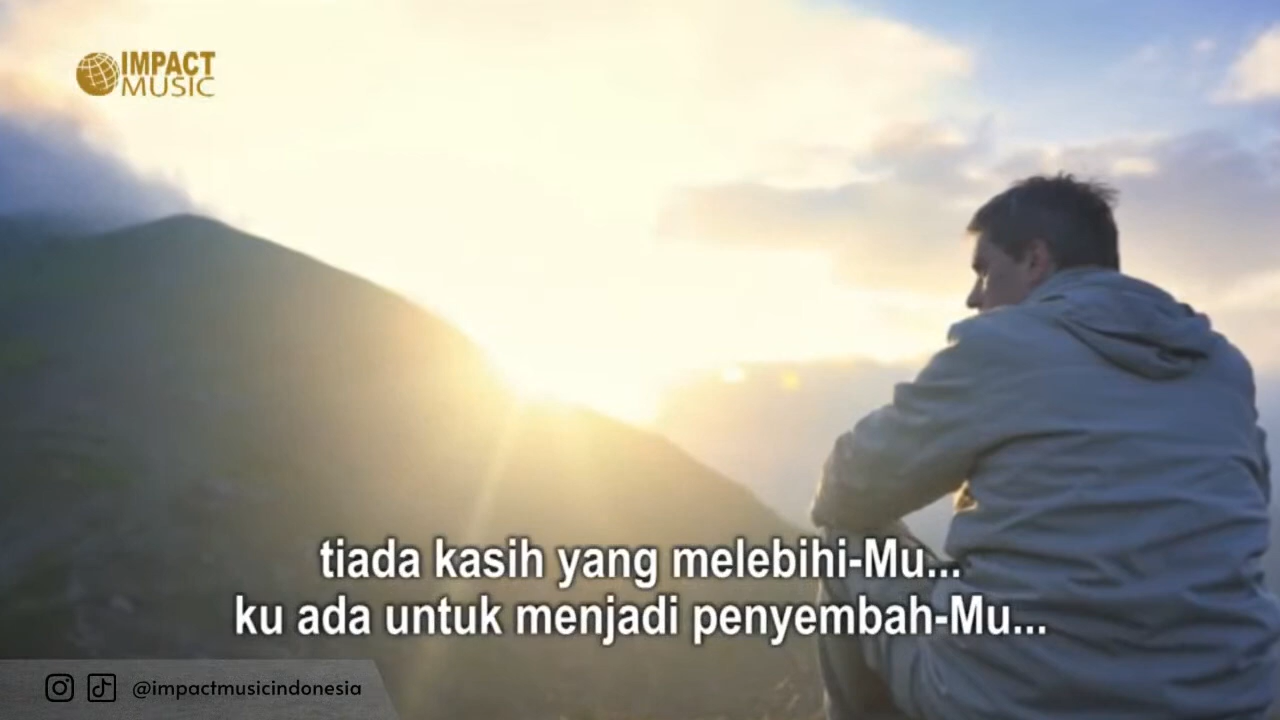 IMPACT
MUSIC
tiada kasih yang melebihi-Mu...
ku ada untuk menjadi penyembah-Mu...
@impactmusicindonesia